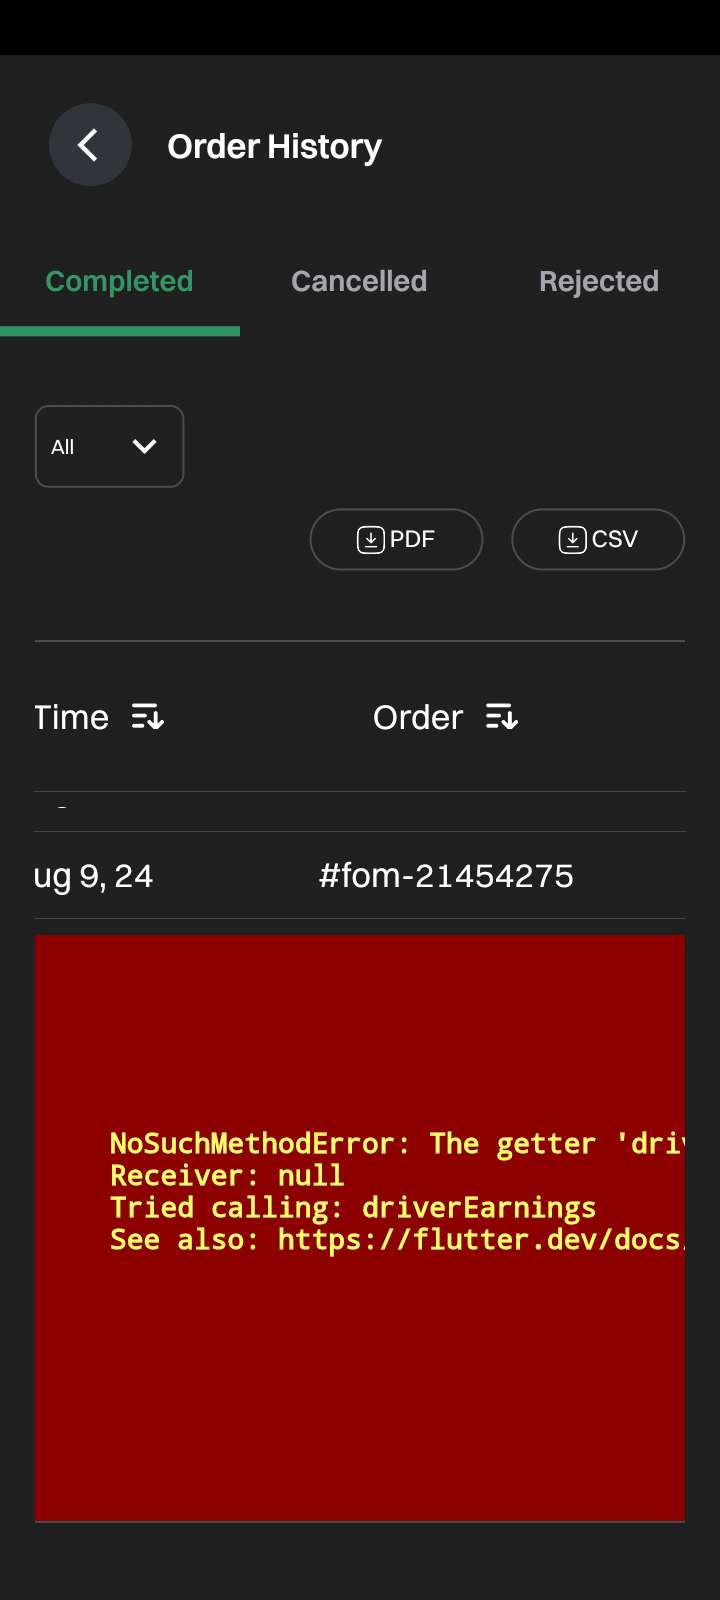 Order History
Completed Cancelled Rejected
All
PDF CSV
Time Order
ug 9, 24 #fom-21454275
NoSuchMethodError: The getter 'driv
Receiver: null
Tried calling: driverEarnings
See also: https://flutter.dev/docs.